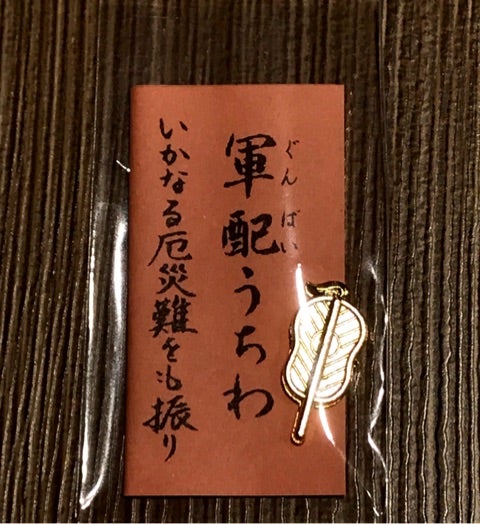 軍配うちわ
ぐんばい
いかなる厄災難をも振り